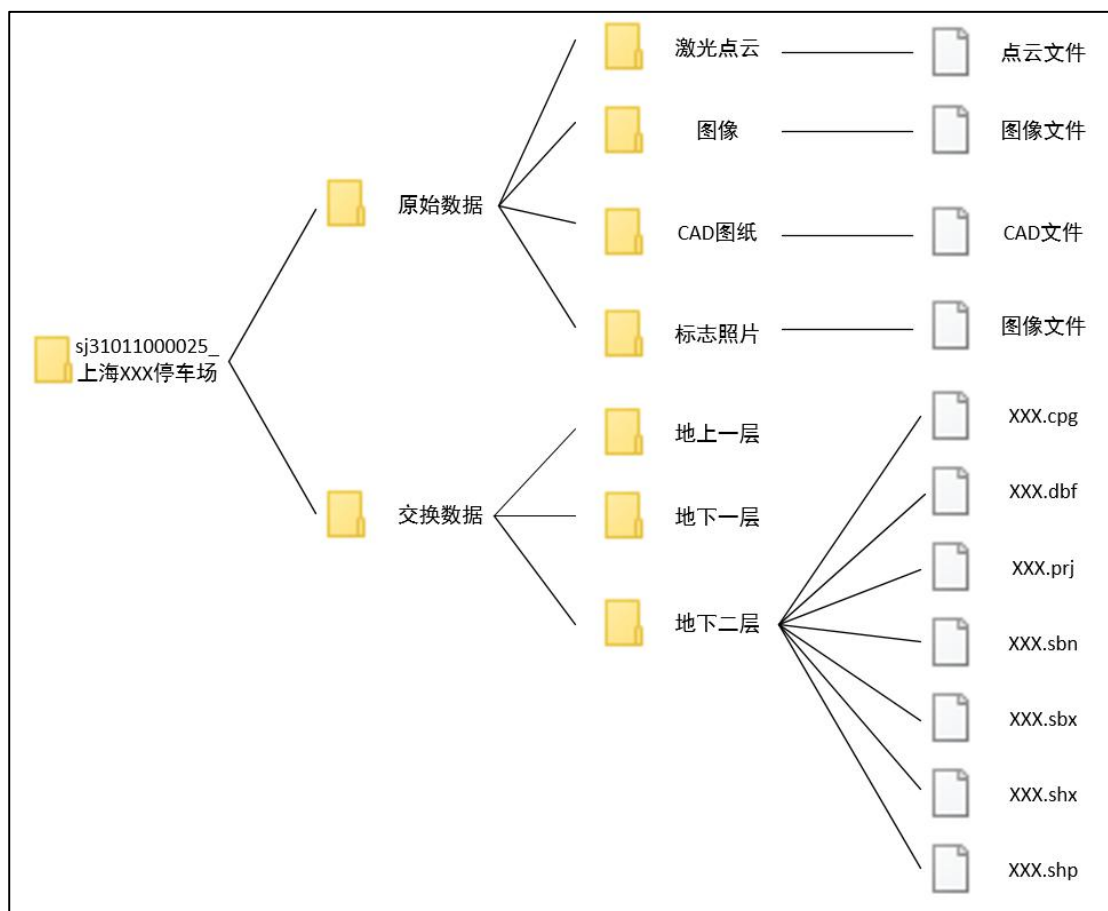 激光点云
点云文件
图像
图像文件
原始数据
CAD图纸
CAD文件
标志照片
图像文件
sj31011000025_
上海XXX停车场
地上一层
XXX.cpg
XXX.dbf
交换数据
地下一层
XXX.prj
地下二层
XXX.sbn
XXX.sbx
XXX.shx
XXX.shp